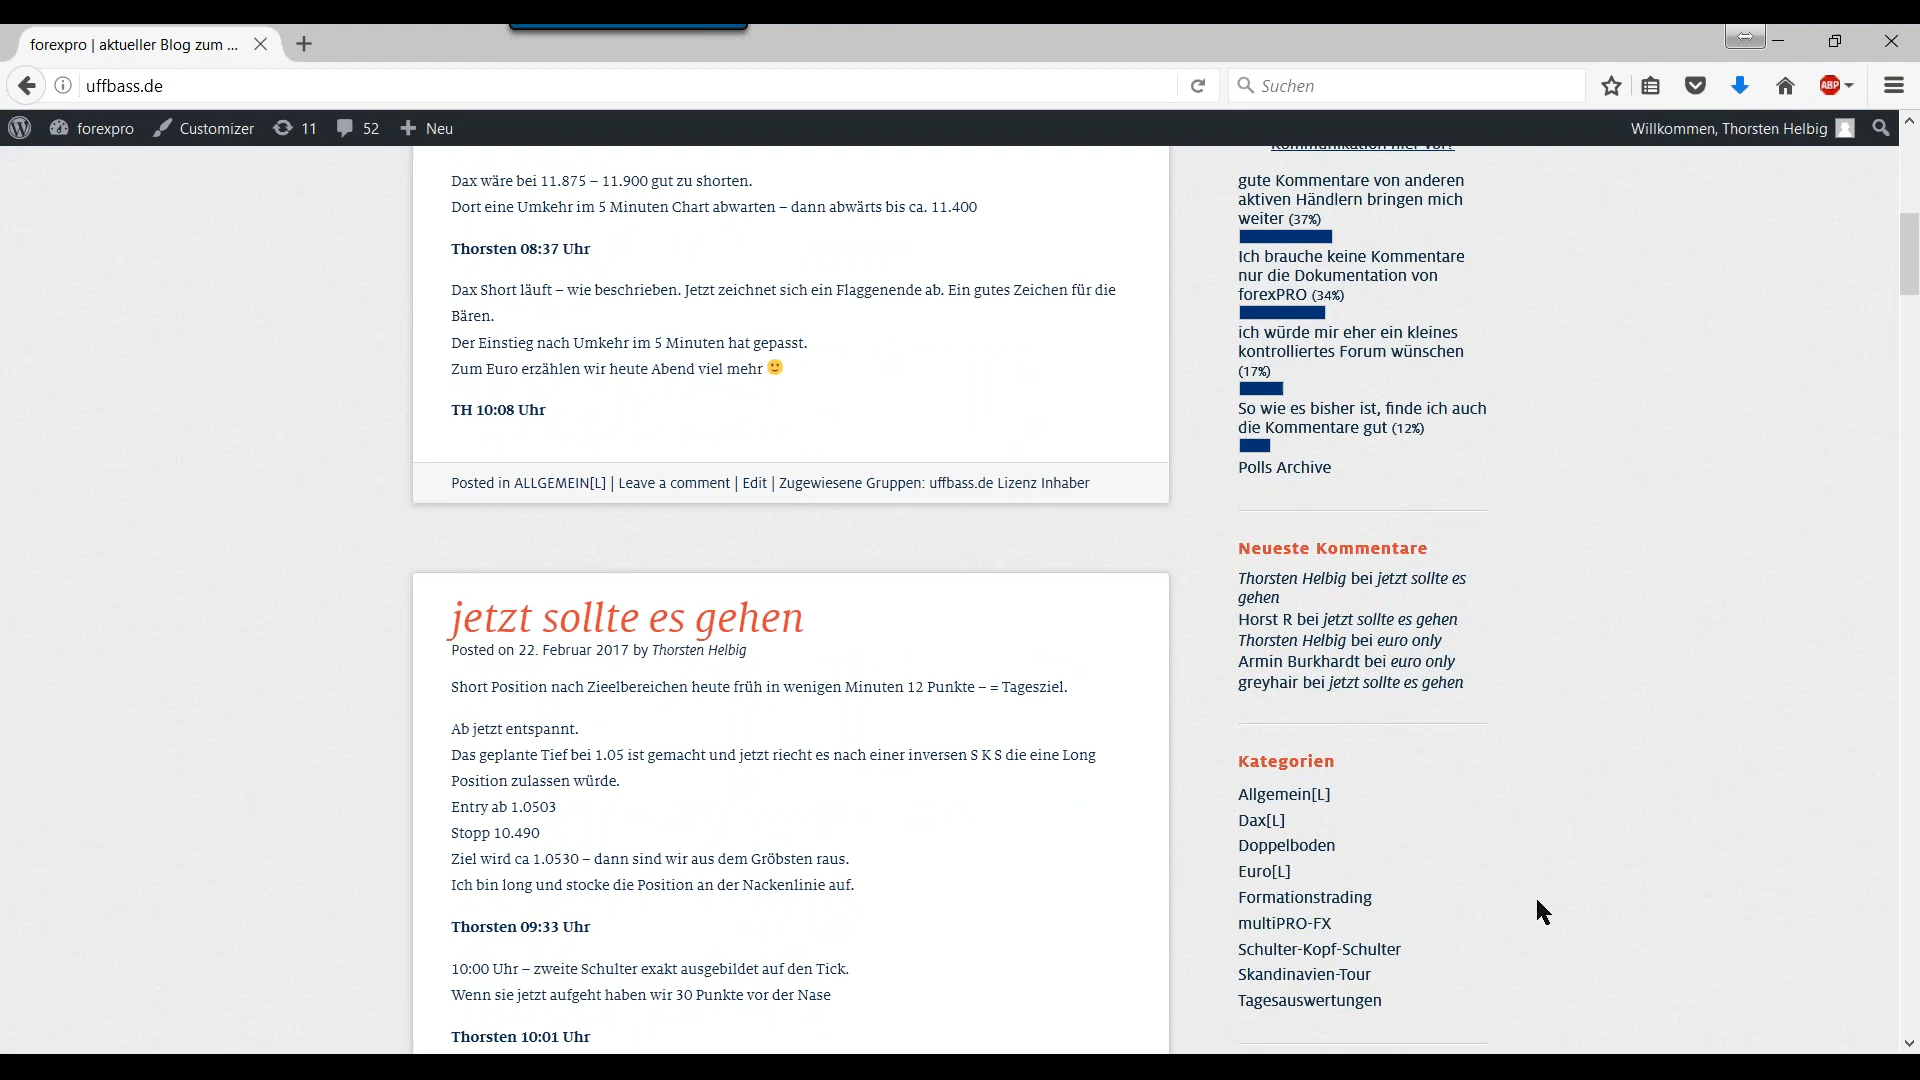 forexpro | aktueller Blog zum ...
uffbass.de
Suchen
ABP
forexpro
Customizer
11
52
Neu
Willkommen, Thorsten Helbig
Dax wäre bei 11.875 – 11.900 gut zu shorten.
Dort eine Umkehr im 5 Minuten Chart abwarten – dann abwärts bis ca. 11.400
Thorsten 08:37 Uhr
Dax Short läuft – wie beschrieben. Jetzt zeichnet sich ein Flaggenende ab. Ein gutes Zeichen für die
Bären.
Der Einstieg nach Umkehr im 5 Minuten hat gepasst.
Zum Euro erzählen wir heute Abend viel mehr 🙂
TH 10:08 Uhr
Posted in ALLGEMEIN[L] | Leave a comment | Edit | Zugewiesene Gruppen: uffbass.de Lizenz Inhaber
jetzt sollte es gehen
Posted on 22. Februar 2017 by Thorsten Helbig
Short Position nach Zieelbereichen heute früh in wenigen Minuten 12 Punkte – = Tagesziel.
Ab jetzt entspannt.
Das geplante Tief bei 1.05 ist gemacht und jetzt riecht es nach einer inversen S K S die eine Long
Position zulassen würde.
Entry ab 1.0503
Stopp 10.490
Ziel wird ca 1.0530 – dann sind wir aus dem Gröbsten raus.
Ich bin long und stocke die Position an der Nackenlinie auf.
Thorsten 09:33 Uhr
10:00 Uhr – zweite Schulter exakt ausgebildet auf den Tick.
Wenn sie jetzt aufgeht haben wir 30 Punkte vor der Nase
Thorsten 10:01 Uhr
Kommunikation hier vor?
gute Kommentare von anderen
aktiven Händlern bringen mich
weiter (37%)
Ich brauche keine Kommentare
nur die Dokumentation von
forexPRO (34%)
ich würde mir eher ein kleines
kontrolliertes Forum wünschen
(17%)
So wie es bisher ist, finde ich auch
die Kommentare gut (12%)
Polls Archive
Neueste Kommentare
Thorsten Helbig bei jetzt sollte es
gehen
Horst R bei jetzt sollte es gehen
Thorsten Helbig bei euro only
Armin Burkhardt bei euro only
greyhair bei jetzt sollte es gehen
Kategorien
Allgemein[L]
Dax[L]
Doppelboden
Euro[L]
Formationstrading
multiPRO-FX
Schulter-Kopf-Schulter
Skandinavien-Tour
Tagesauswertungen